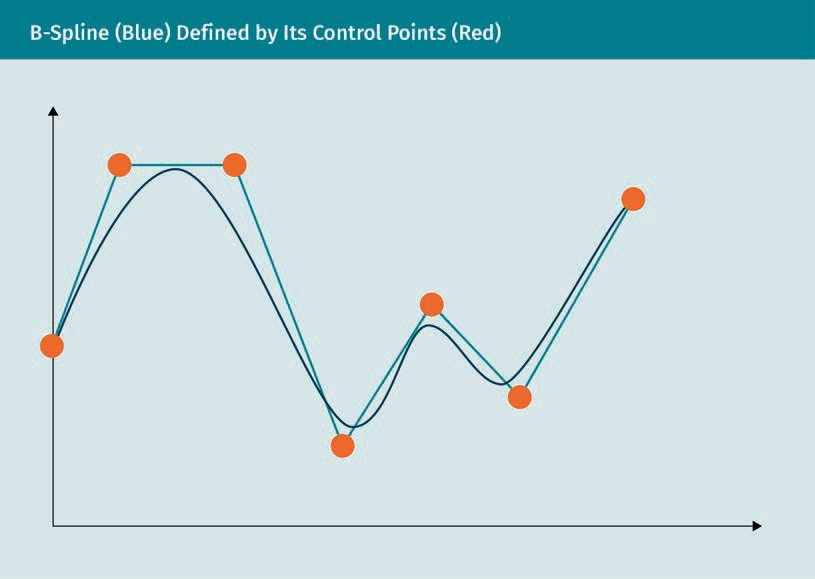 B-Spline (Blue) Defined by Its Control Points (Red)